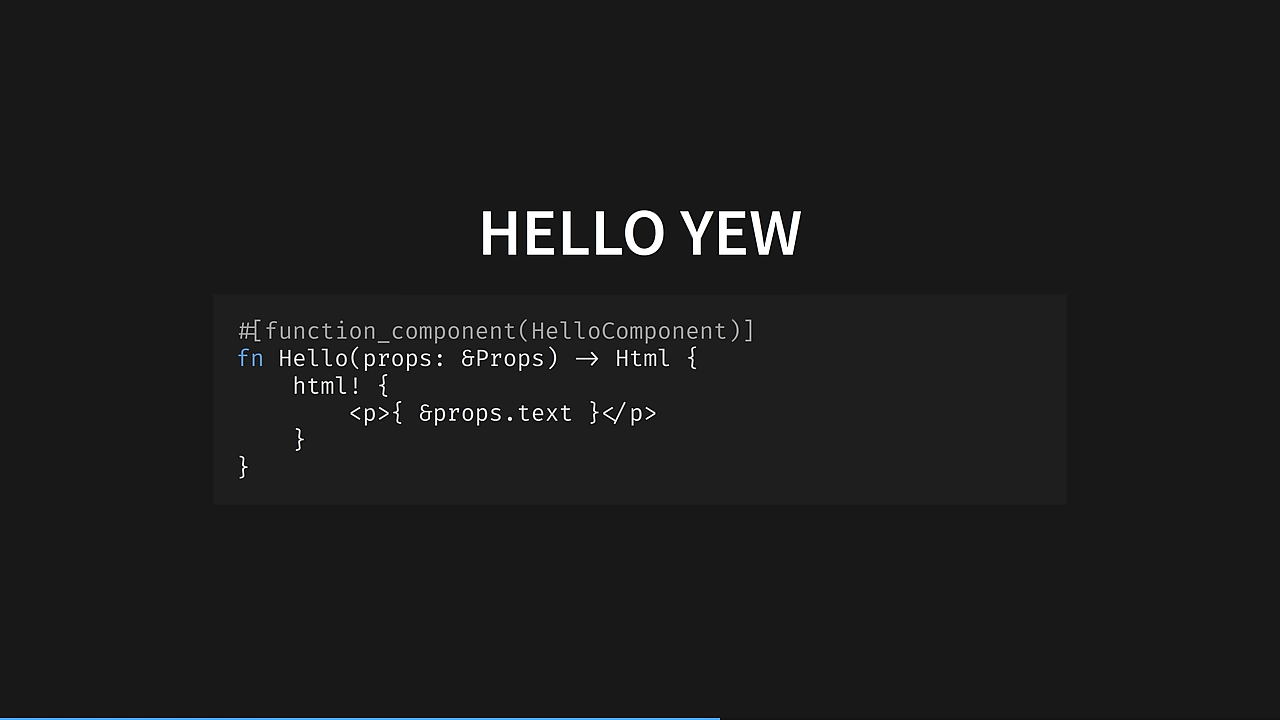 HELLO YEW
#[function_component(HelloComponent)]
fn Hello(props: &Props) -> Html {
    html! {
        <p>{ &props.text }</p>
    }
}